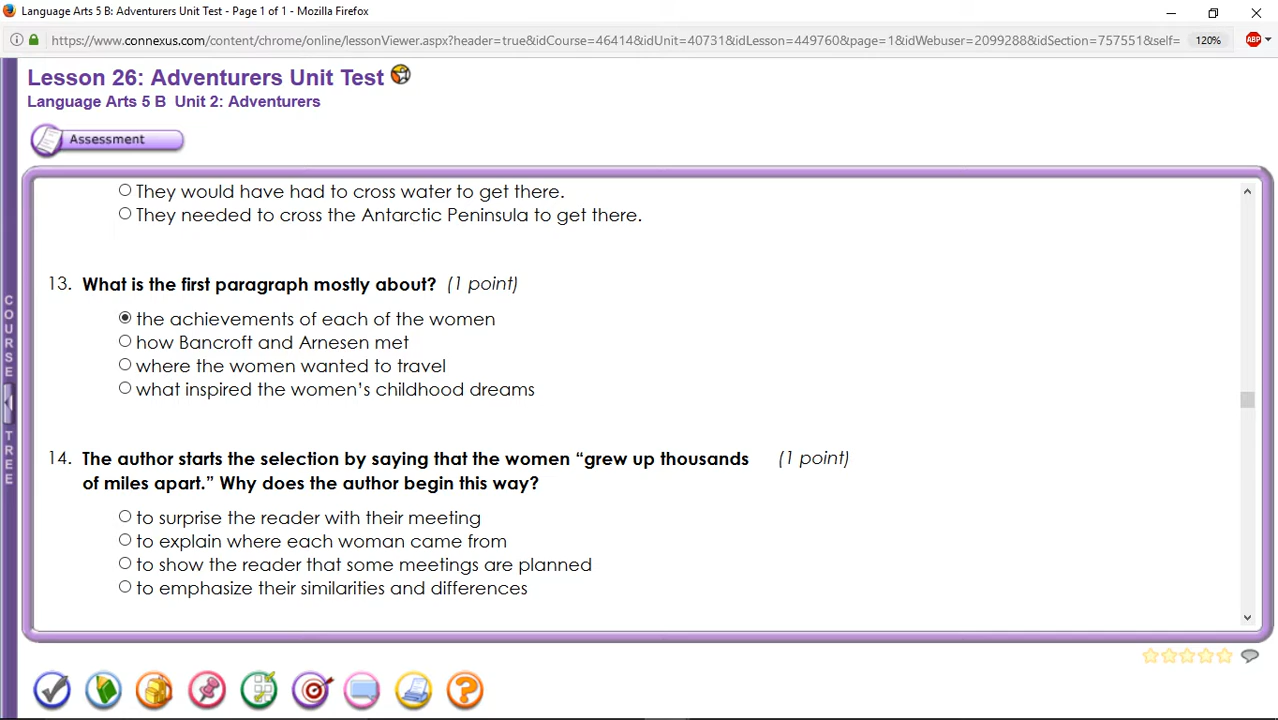 Language Arts 5 B: Adventurers Unit Test - Page 1 of 1 - Mozilla Firefox
https://www.connexus.com/content/chrome/online/lessonViewer.aspx?header=true&idCourse=46414&idUnit=40731&idLesson=449760&page=1&idWebuser=2099288&idSection=757551&self=
120%
ABP
Lesson 26: Adventurers Unit Test
Language Arts 5 B Unit 2: Adventurers
Assessment
COURSE TREE
They would have had to cross water to get there.
They needed to cross the Antarctic Peninsula to get there.
13. What is the first paragraph mostly about? (1 point)
the achievements of each of the women
how Bancroft and Arnesen met
where the women wanted to travel
what inspired the women's childhood dreams
14. The author starts the selection by saying that the women “grew up thousands (1 point)
of miles apart.” Why does the author begin this way?
to surprise the reader with their meeting
to explain where each woman came from
to show the reader that some meetings are planned
to emphasize their similarities and differences